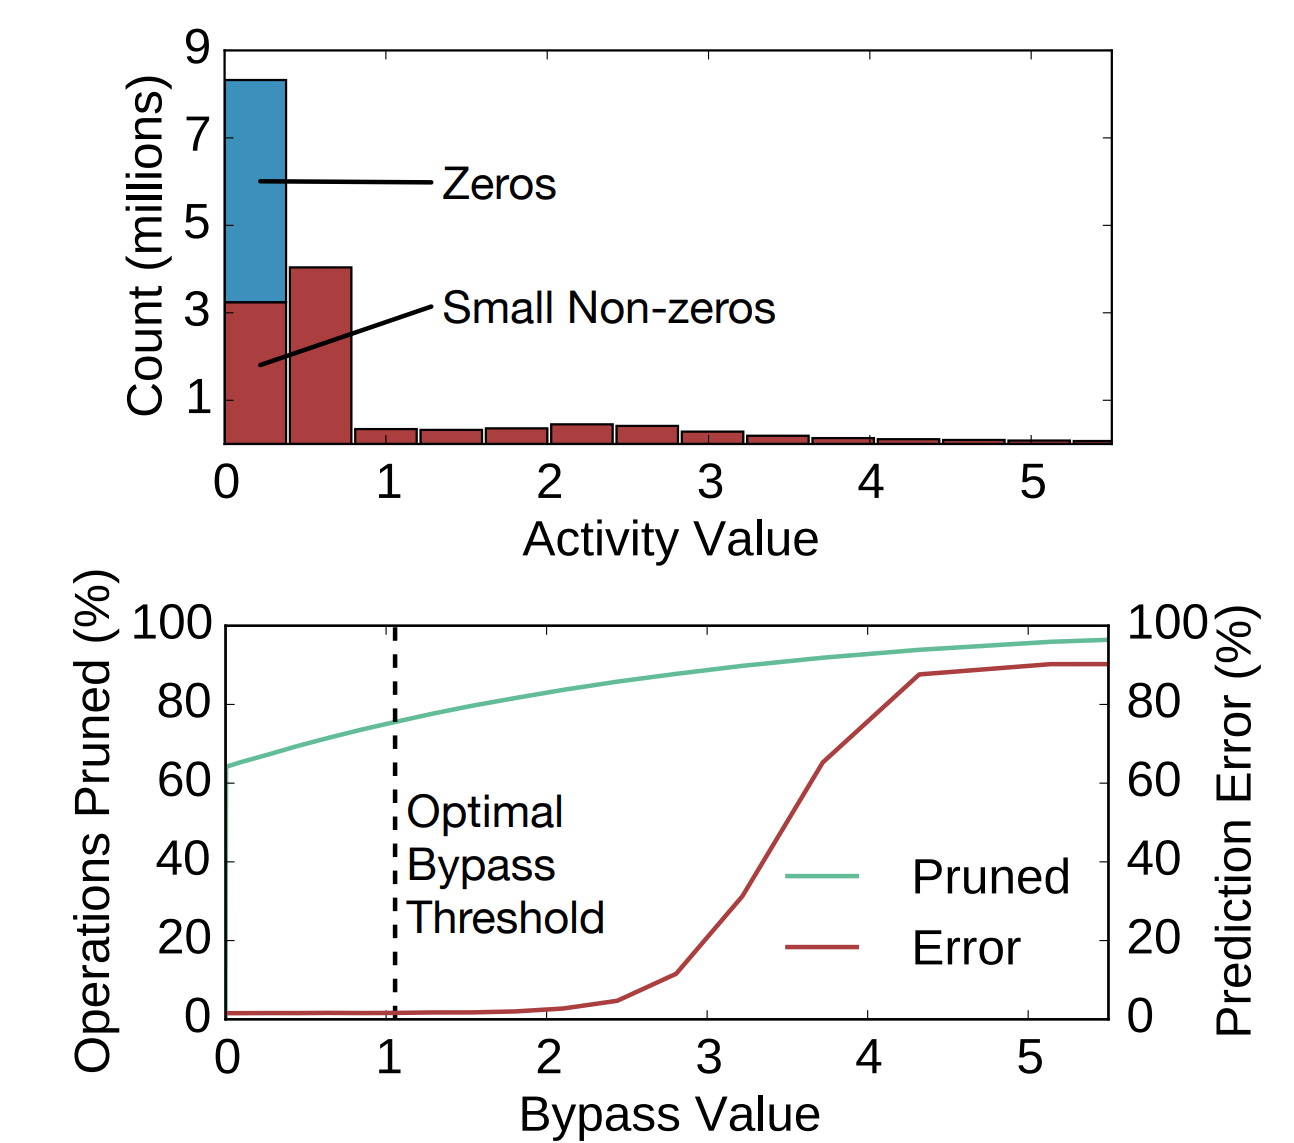 9
7
5
3
1
Count (millions)
Zeros
Small Non-zeros
0 1 2 3 4 5
Activity Value
100
80
60
40
20
0
Operations Pruned (%)
Optimal
Bypass
Threshold
Pruned
Error
100
80
60
40
20
0
Prediction Error (%)
0 1 2 3 4 5
Bypass Value